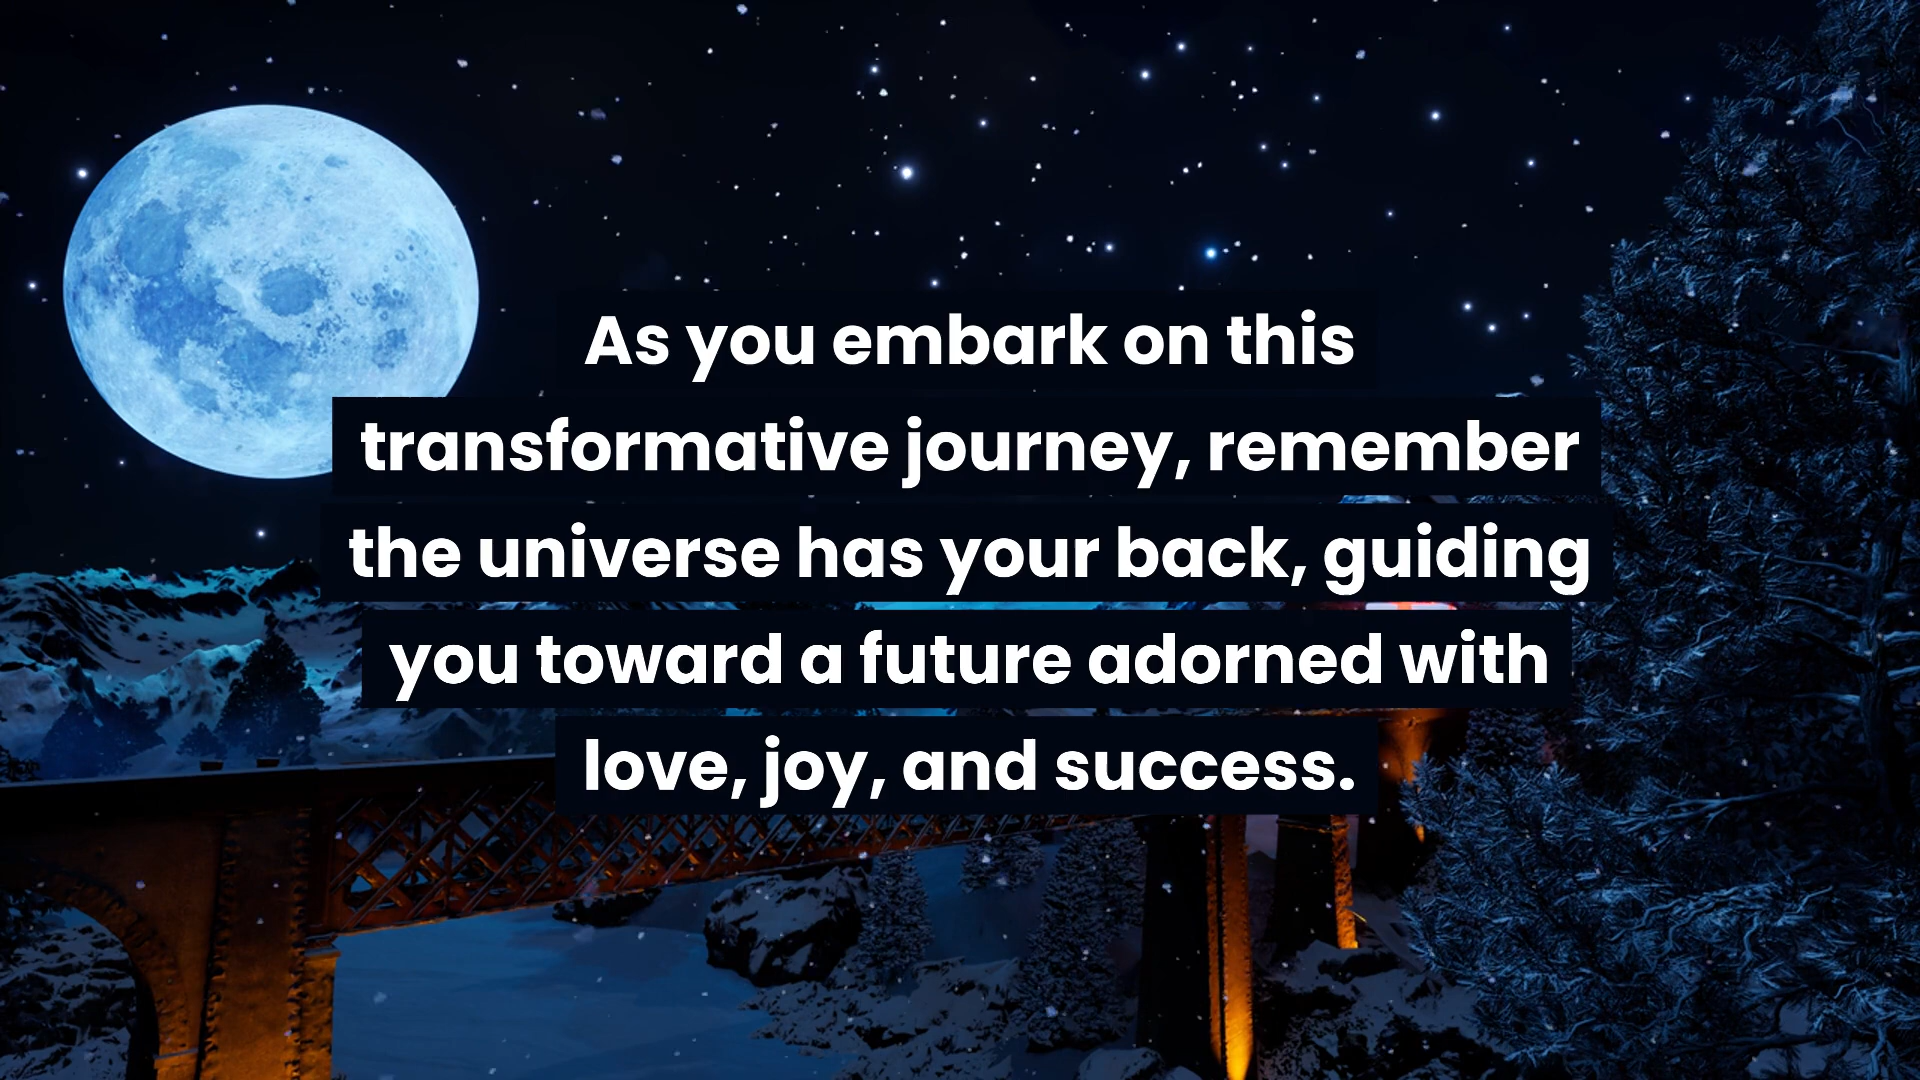 As you embark on this
transformative journey, remember
the universe has your back, guiding
you toward a future adorned with
love, joy, and success.